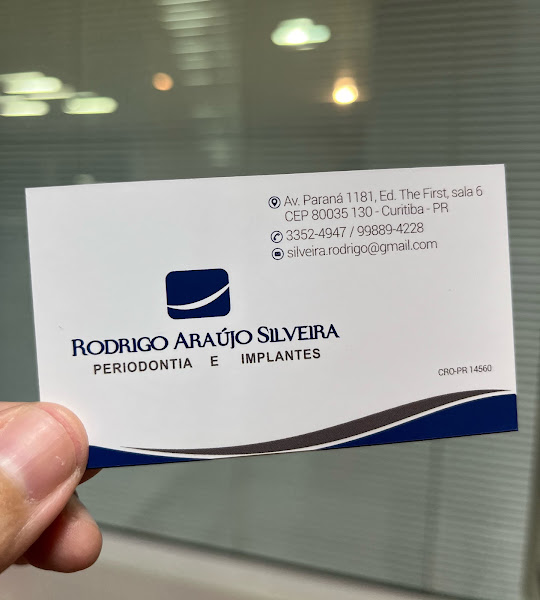 Av. Paraná 1181, Ed. The First, sala 6
CEP 80035 130 - Curitiba - PR
3352-4947 / 99889-4228
silveira.rodrigo@gmail.com
RODRIGO ARAÚJO SILVEIRA
PERIODONTIA E IMPLANTES
CRO-PR 14560